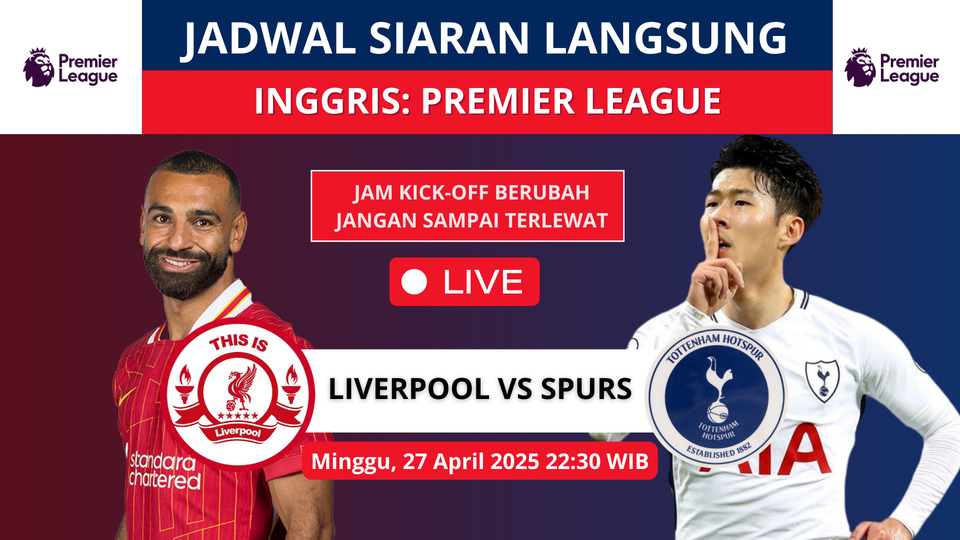 JADWAL SIARAN LANGSUNG
Premier
League
INGGRIS: PREMIER LEAGUE
Premier
League
JAM KICK-OFF BERUBAH
JANGAN SAMPAI TERLEWAT
LIVE
THIS IS
Liverpool
LIVERPOOL VS SPURS
TOTTENHAM HOTSPUR
TOTTENHAM
HOTSPUR
ESTABLISHED 1882
Minggu, 27 April 2025 22:30 WIB
standard
chartered
AIA